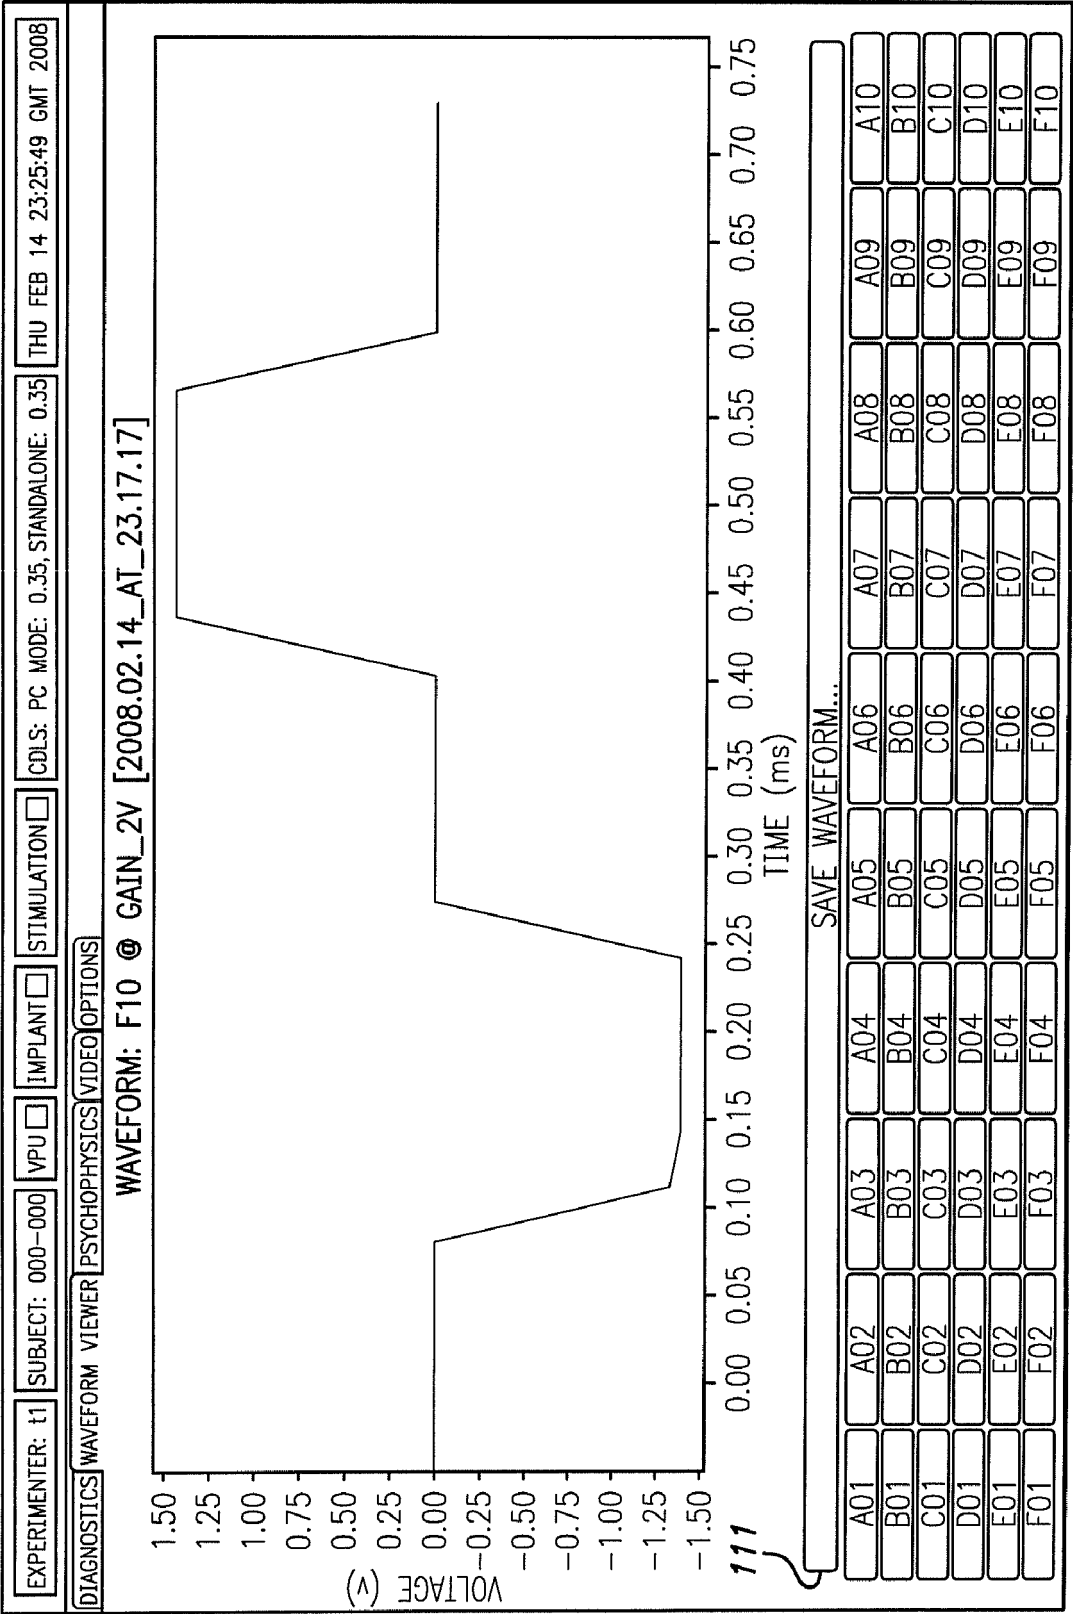 EXPERIMENTER: t1 SUBJECT: 000-000 VPU IMPLANT STIMULATION CDLS: PC MODE: 0.35, STANDALONE: 0.35 THU FEB 14 23:25:49 GMT 2008
DIAGNOSTICS WAVEFORM VIEWER PSYCHOPHYSICS VIDEO OPTIONS
WAVEFORM: F10 @ GAIN_2V [2008.02.14_AT_23.17.17]
1.50
1.25
1.00
0.75
0.50
0.25
0.00
-0.25
-0.50
-0.75
-1.00
-1.25
-1.50
VOLTAGE (v)
0.00 0.05 0.10 0.15 0.20 0.25 0.30 0.35 0.40 0.45 0.50 0.55 0.60 0.65 0.70 0.75
TIME (ms)
111
SAVE WAVEFORM...
A01 A02 A03 A04 A05 A06 A07 A08 A09 A10
B01 B02 B03 B04 B05 B06 B07 B08 B09 B10
C01 C02 C03 C04 C05 C06 C07 C08 C09 C10
D01 D02 D03 D04 D05 D06 D07 D08 D09 D10
E01 E02 E03 E04 E05 E06 E07 E08 E09 E10
F01 F02 F03 F04 F05 F06 F07 F08 F09 F10